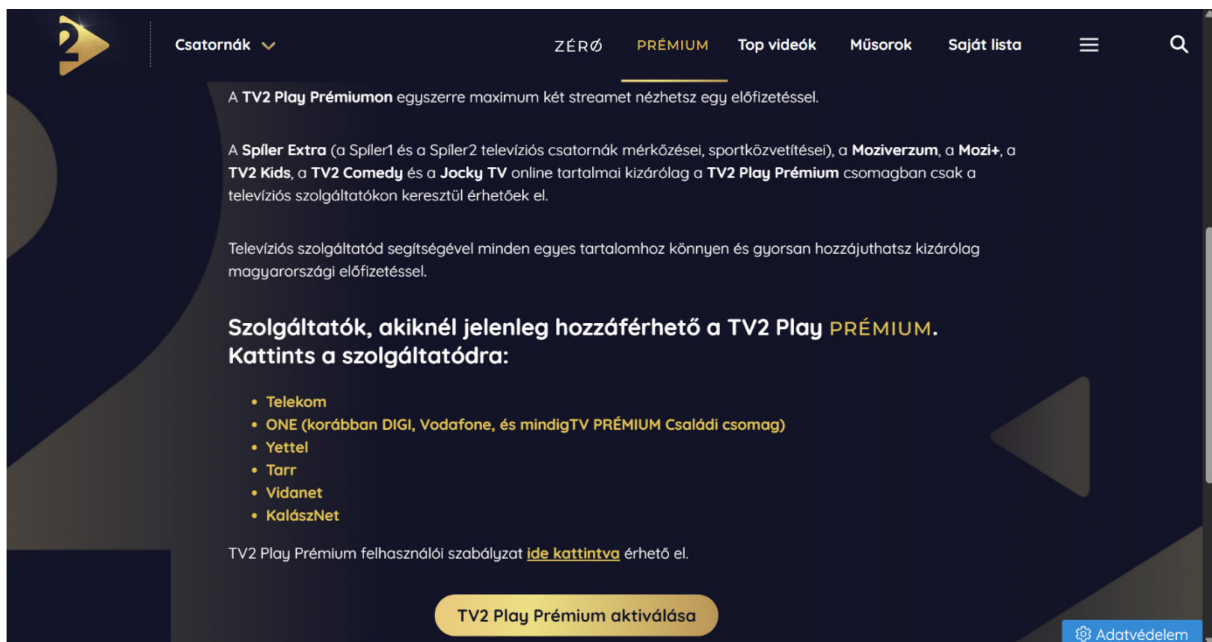 2
Csatornák
ZÉRØ
PRÉMIUM
Top videók
Műsorok
Saját lista
A TV2 Play Prémiumon egyszerre maximum két streamet nézhetsz egy előfizetéssel.
A Spíler Extra (a Spíler1 és a Spíler2 televíziós csatornák mérkőzései, sportközvetítései), a Moziverzum, a Mozi+, a
TV2 Kids, a TV2 Comedy és a Jocky TV online tartalmai kizárólag a TV2 Play Prémium csomagban csak a
televíziós szolgáltatókon keresztül érhetőek el.
Televíziós szolgáltatód segítségével minden egyes tartalomhoz könnyen és gyorsan hozzájuthatsz kizárólag
magyarországi előfizetéssel.
Szolgáltatók, akiknél jelenleg hozzáférhető a TV2 Play PRÉMIUM.
Kattints a szolgáltatódra:
• Telekom
• ONE (korábban DIGI, Vodafone, és mindigTV PRÉMIUM Családi csomag)
• Yettel
• Tarr
• Vidanet
• KalászNet
TV2 Play Prémium felhasználói szabályzat ide kattintva érhető el.
TV2 Play Prémium aktiválása
Adatvédelem